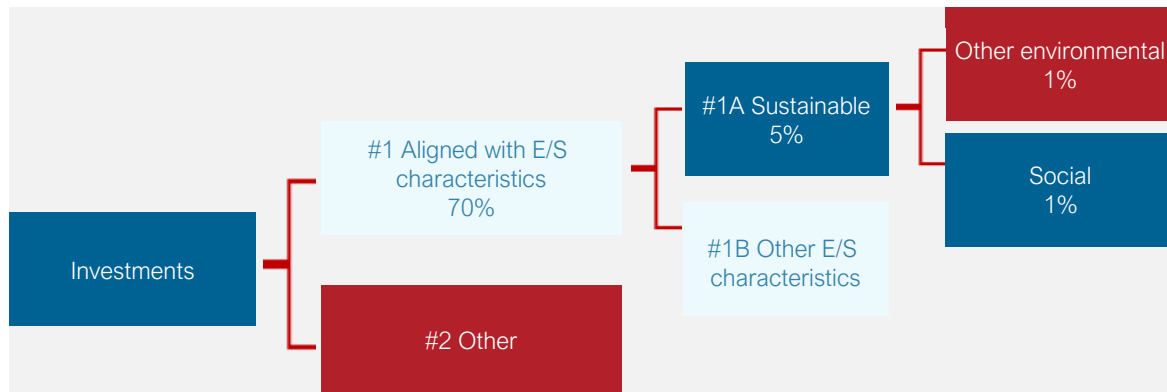 Investments
#1 Aligned with E/S
characteristics
70%
#2 Other
#1A Sustainable
5%
#1B Other E/S
characteristics
Other environmental
1%
Social
1%